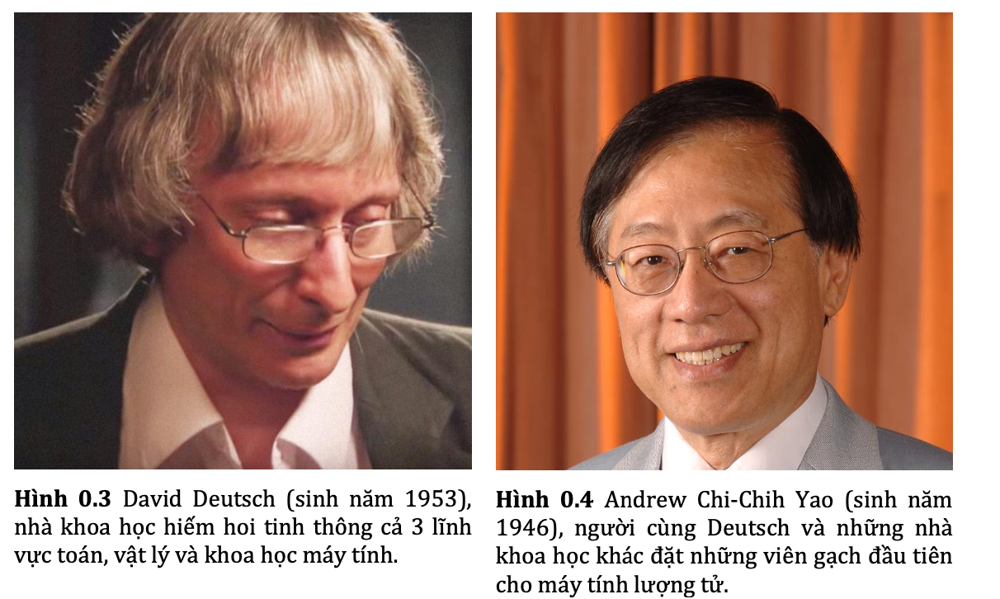 Hình 0.3 David Deutsch (sinh năm 1953),
nhà khoa học hiếm hoi tinh thông cả 3 lĩnh
vực toán, vật lý và khoa học máy tính.
Hình 0.4 Andrew Chi-Chih Yao (sinh năm
1946), người cùng Deutsch và những nhà
khoa học khác đặt những viên gạch đầu tiên
cho máy tính lượng tử.